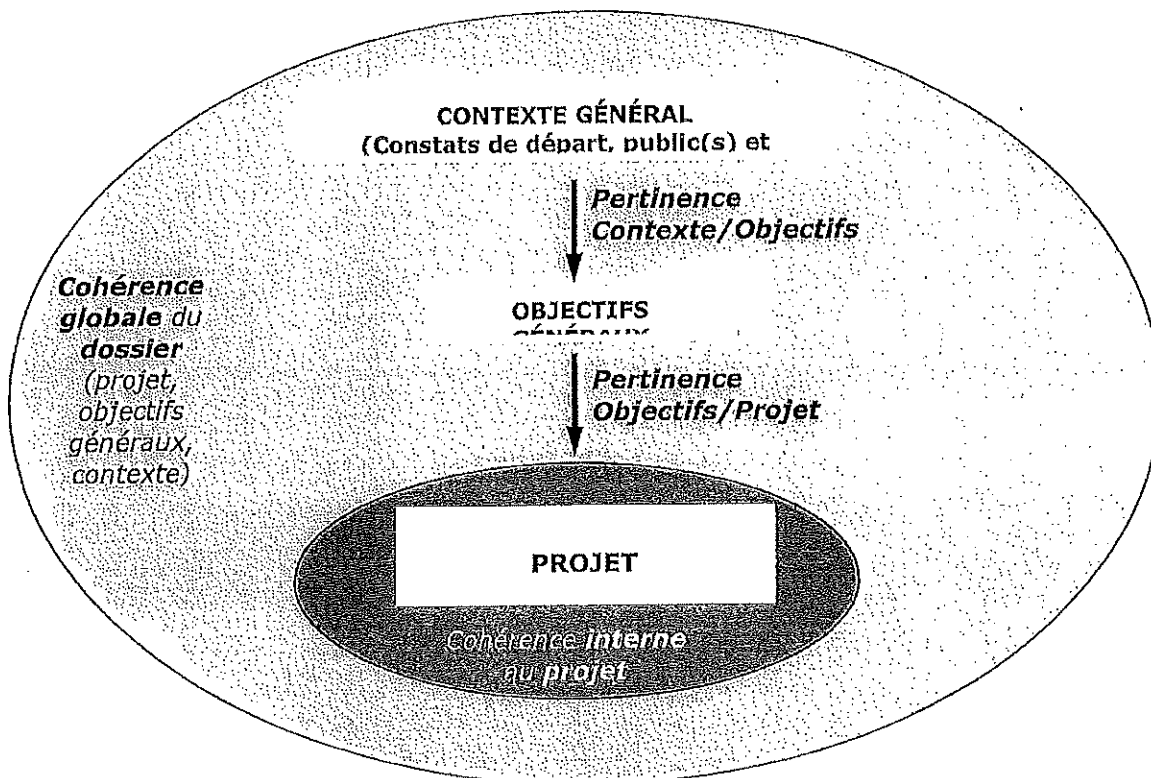 CONTEXTE GÉNÉRAL
(Constats de départ, public(s) et
Pertinence
Contexte/Objectifs
Cohérence
globale du
dossier
(projet,
objectifs
généraux,
contexte)
OBJECTIFS
GÉNÉRAUX
Pertinence
Objectifs/Projet
PROJET
Cohérence interne
au projet